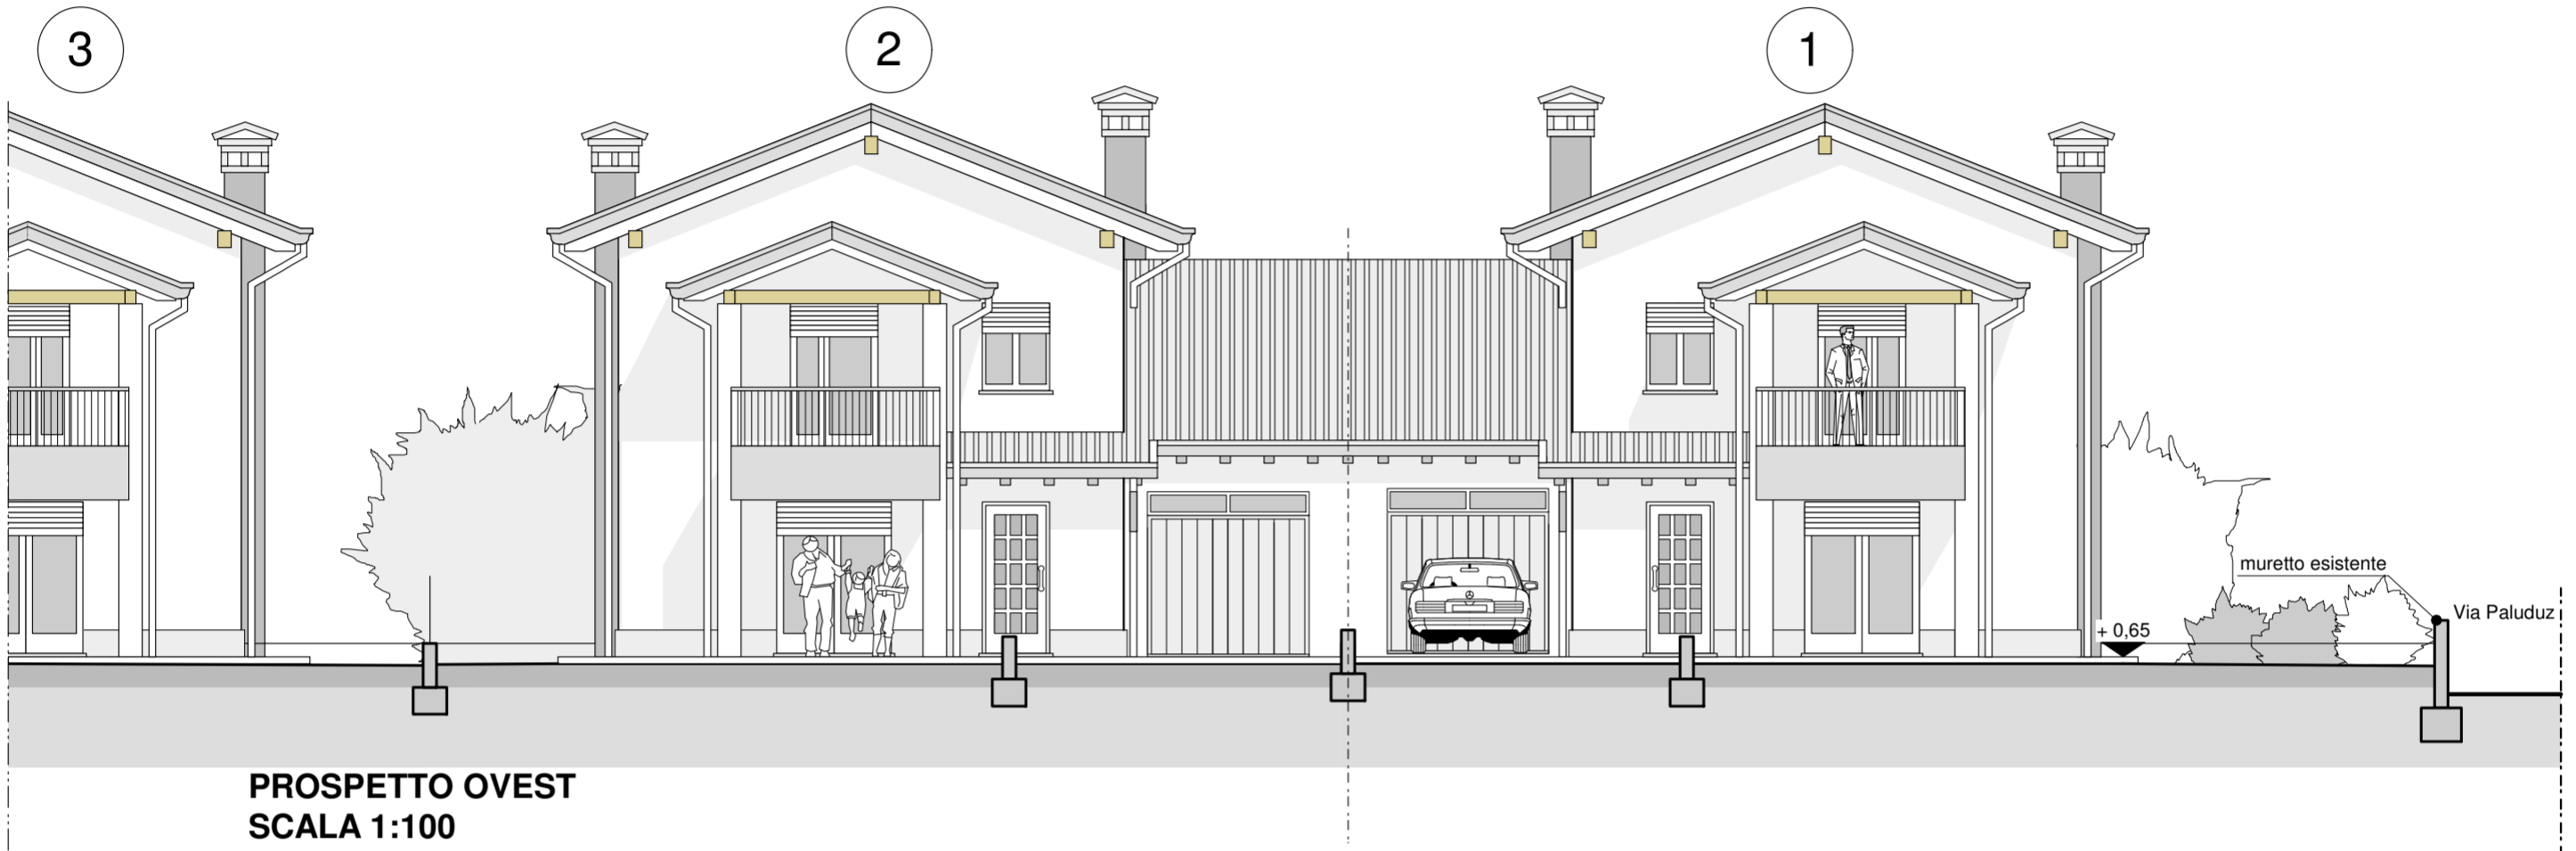 3
2
1
muretto esistente
Via Paluduz
+ 0,65
PROSPETTO OVEST
SCALA 1:100